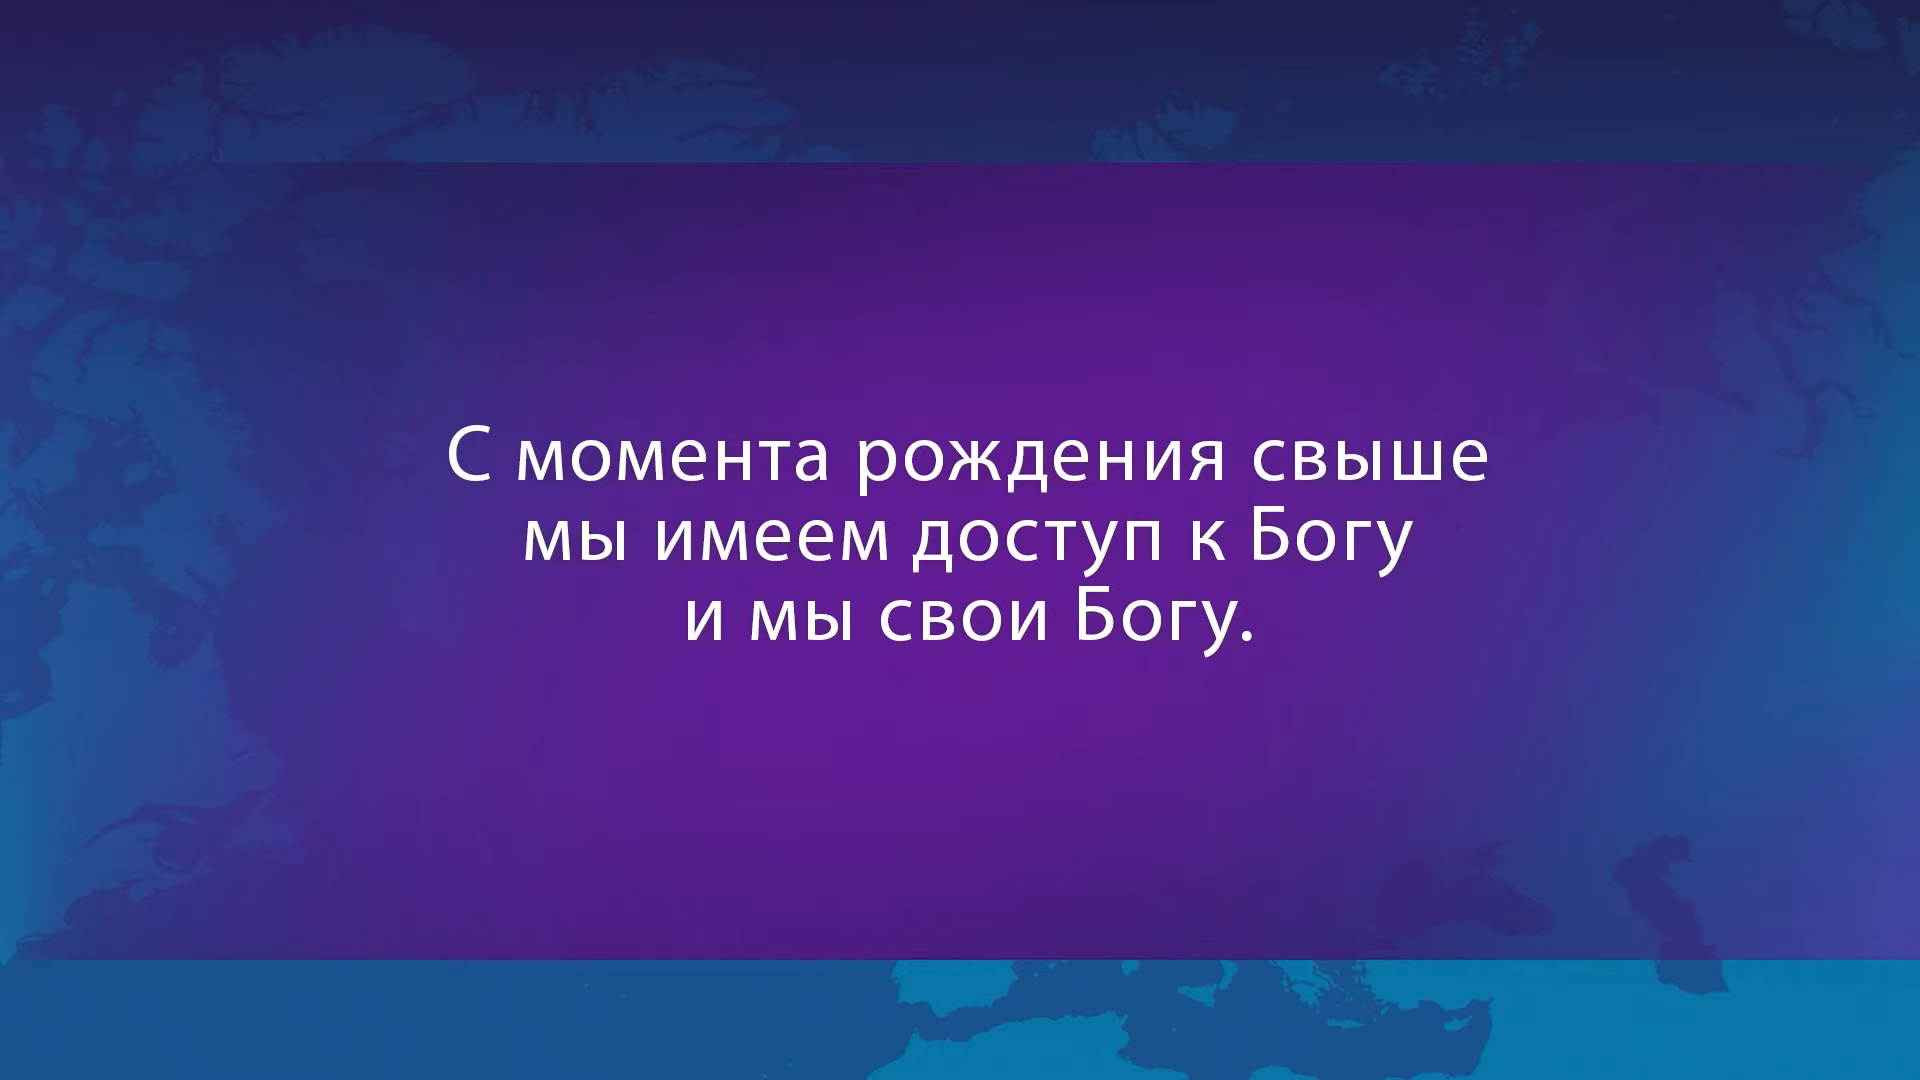 С момента рождения свыше
мы имеем доступ к Богу
и мы свои Богу.